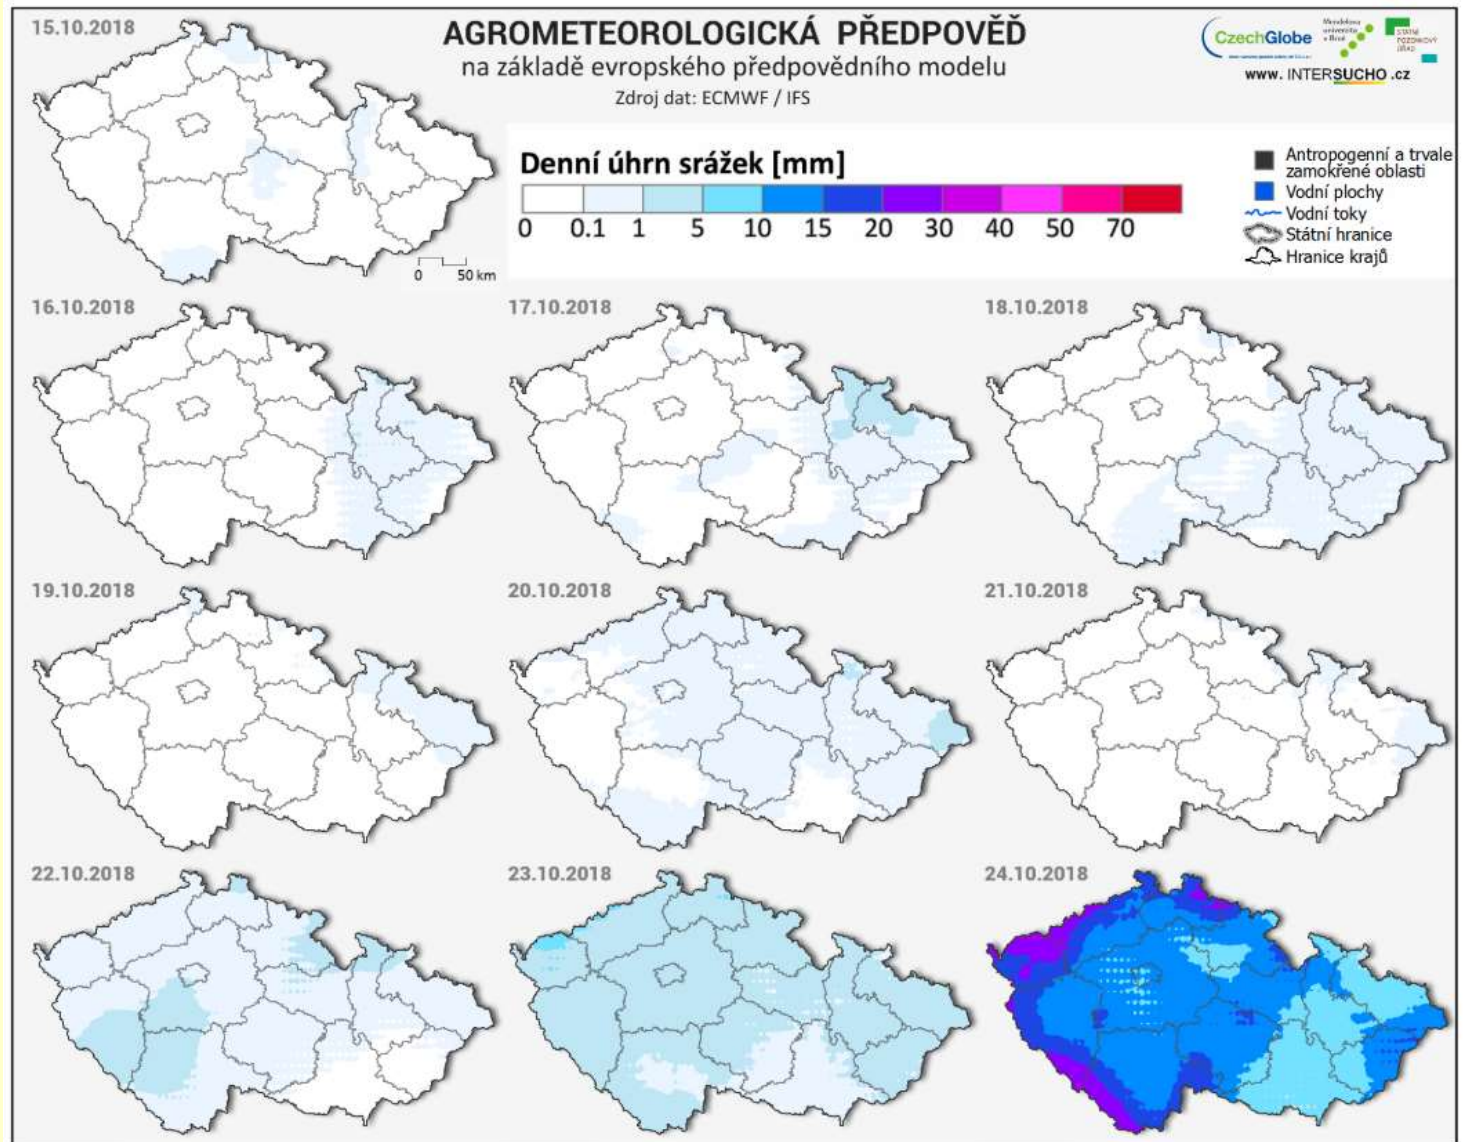 15.10.2018
AGROMETEOROLOGICKÁ PŘEDPOVĚĎ
na základě evropského předpovědního modelu
Zdroj dat: ECMWF / IFS
CzechGlobe
Mendelova
univerzita
v Brně
www. INTERSUCHO .cz
Denní úhrn srážek [mm]
0 0.1 1 5 10 15 20 30 40 50 70
Antropogenní a trvale
zamokřené oblasti
Vodní plochy
Vodní toky
Státní hranice
Hranice krajů
0 50 km
16.10.2018
17.10.2018
18.10.2018
19.10.2018
20.10.2018
21.10.2018
22.10.2018
23.10.2018
24.10.2018